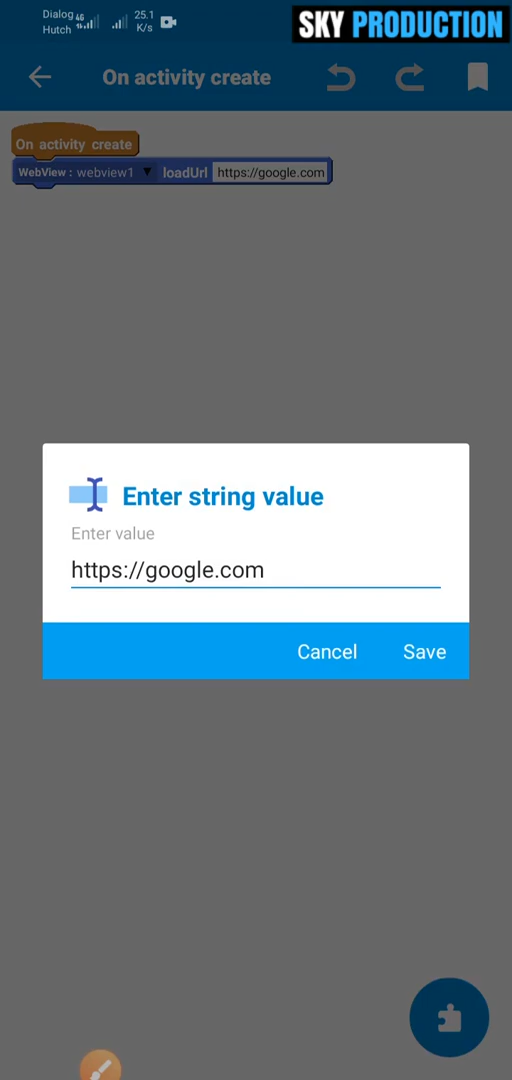 Dialog 4G
Hutch
25.1
K/s
SKY PRODUCTION
On activity create
On activity create
WebView : webview1 ▼ loadUrl https://google.com
Enter string value
Enter value
https://google.com
Cancel Save